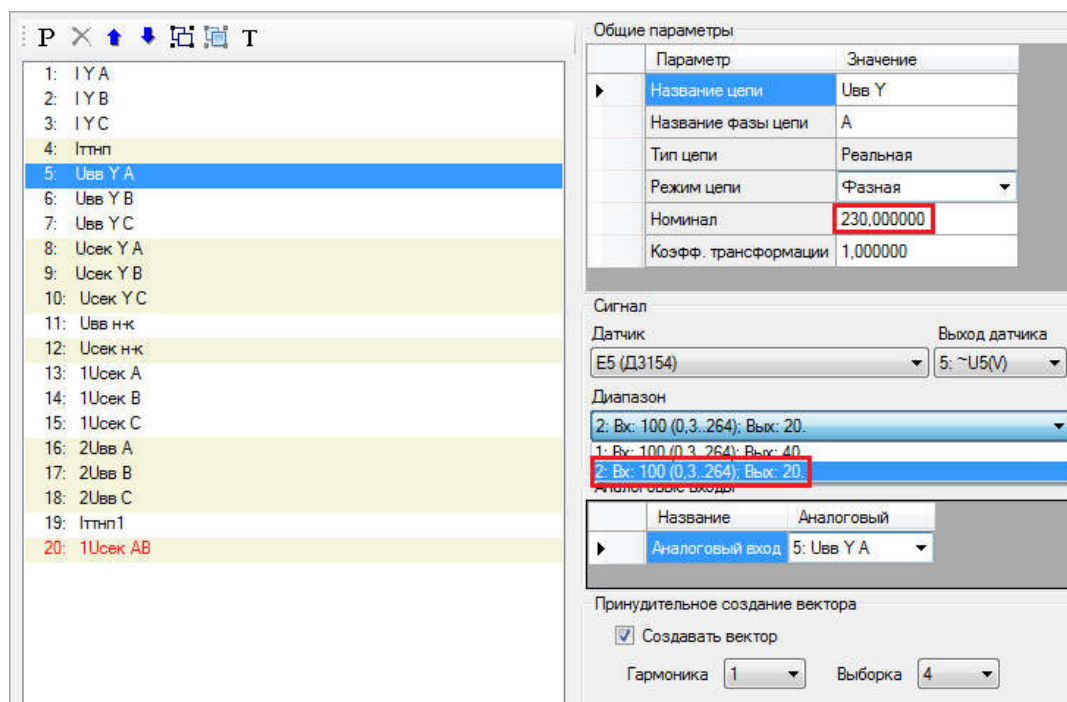 P T
1: I Y A
2: I Y B
3: I Y C
4: Iттнп
5: Uвв Y A
6: Uвв Y B
7: Uвв Y C
8: Uсек Y A
9: Uсек Y B
10: Uсек Y C
11: Uвв н-к
12: Uсек н-к
13: 1Uсек A
14: 1Uсек B
15: 1Uсек C
16: 2Uвв A
17: 2Uвв B
18: 2Uвв C
19: Iттнп1
20: 1Uсек AB
Общие параметры
Параметр Значение
Название цепи Uвв Y
Название фазы цепи A
Тип цепи Реальная
Режим цепи Фазная
Номинал 230,000000
Коэфф. трансформации 1,000000
Сигнал
Датчик Выход датчика
E5 (Д3154) 5: ~U5(V)
Диапазон
2: Вх: 100 (0,3..264); Вых: 20.
1: Вх: 100 (0,3..264); Вых: 40.
2: Вх: 100 (0,3..264); Вых: 20.
Аналоговые входы
Название Аналоговый
Аналоговый вход 5: Uвв Y A
Принудительное создание вектора
Создавать вектор
Гармоника 1 Выборка 4